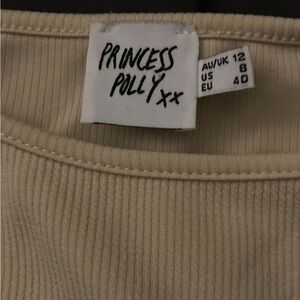 PRINCESS
POLLY xx
AU/UK 12
US 8
EU 40